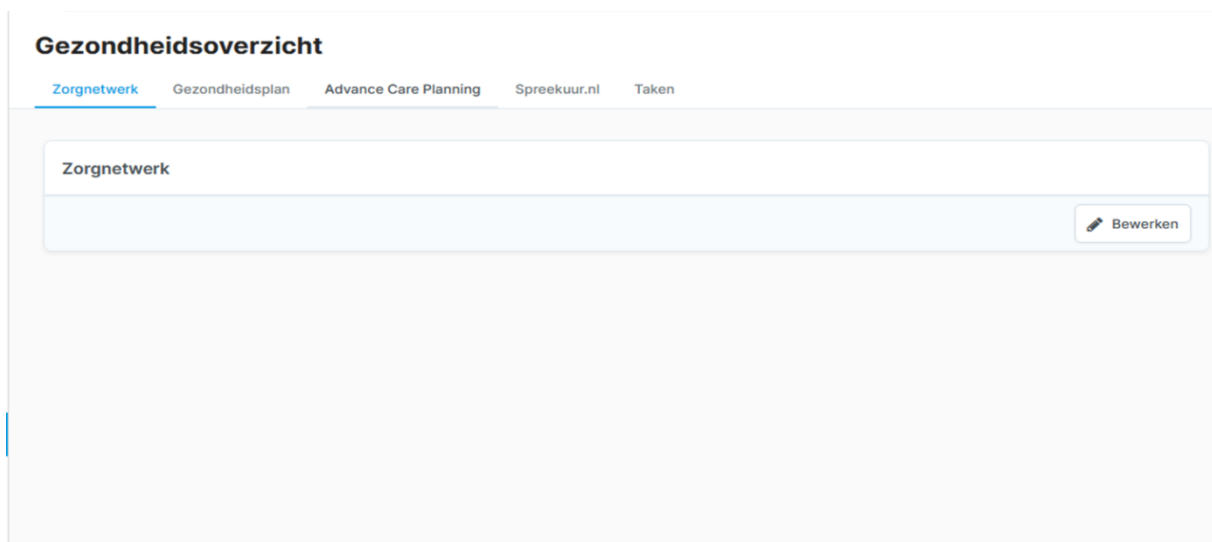 Gezondheidsoverzicht
Zorgnetwerk Gezondheidsplan Advance Care Planning Spreekuur.nl Taken
Zorgnetwerk
Bewerken